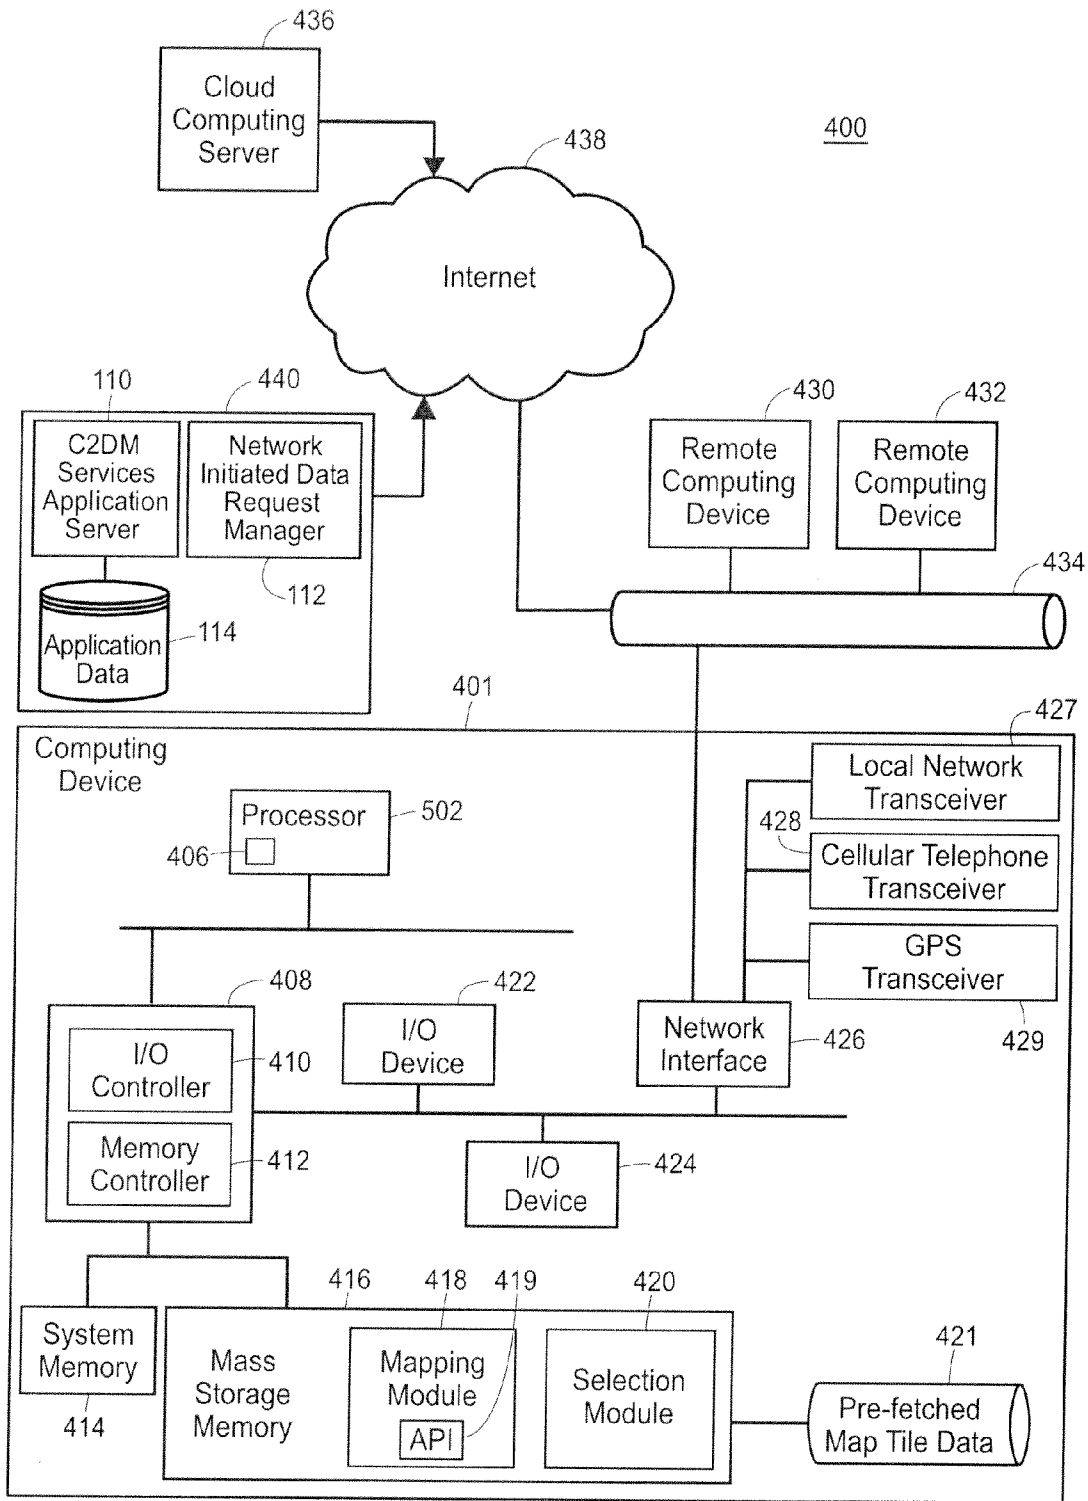 436
Cloud
Computing
Server
400
438
Internet
110
440
C2DM
Services
Application
Server
Network
Initiated Data
Request
Manager
112
Application
Data
114
430
Remote
Computing
Device
432
Remote
Computing
Device
434
401
Computing
Device
427
Local Network
Transceiver
Processor
406
502
428
Cellular Telephone
Transceiver
GPS
Transceiver
429
408
I/O
Controller
410
Memory
Controller
412
422
I/O
Device
Network
Interface
426
I/O
Device
424
System
Memory
414
416
Mass
Storage
Memory
418
419
Mapping
Module
API
420
Selection
Module
421
Pre-fetched
Map Tile Data